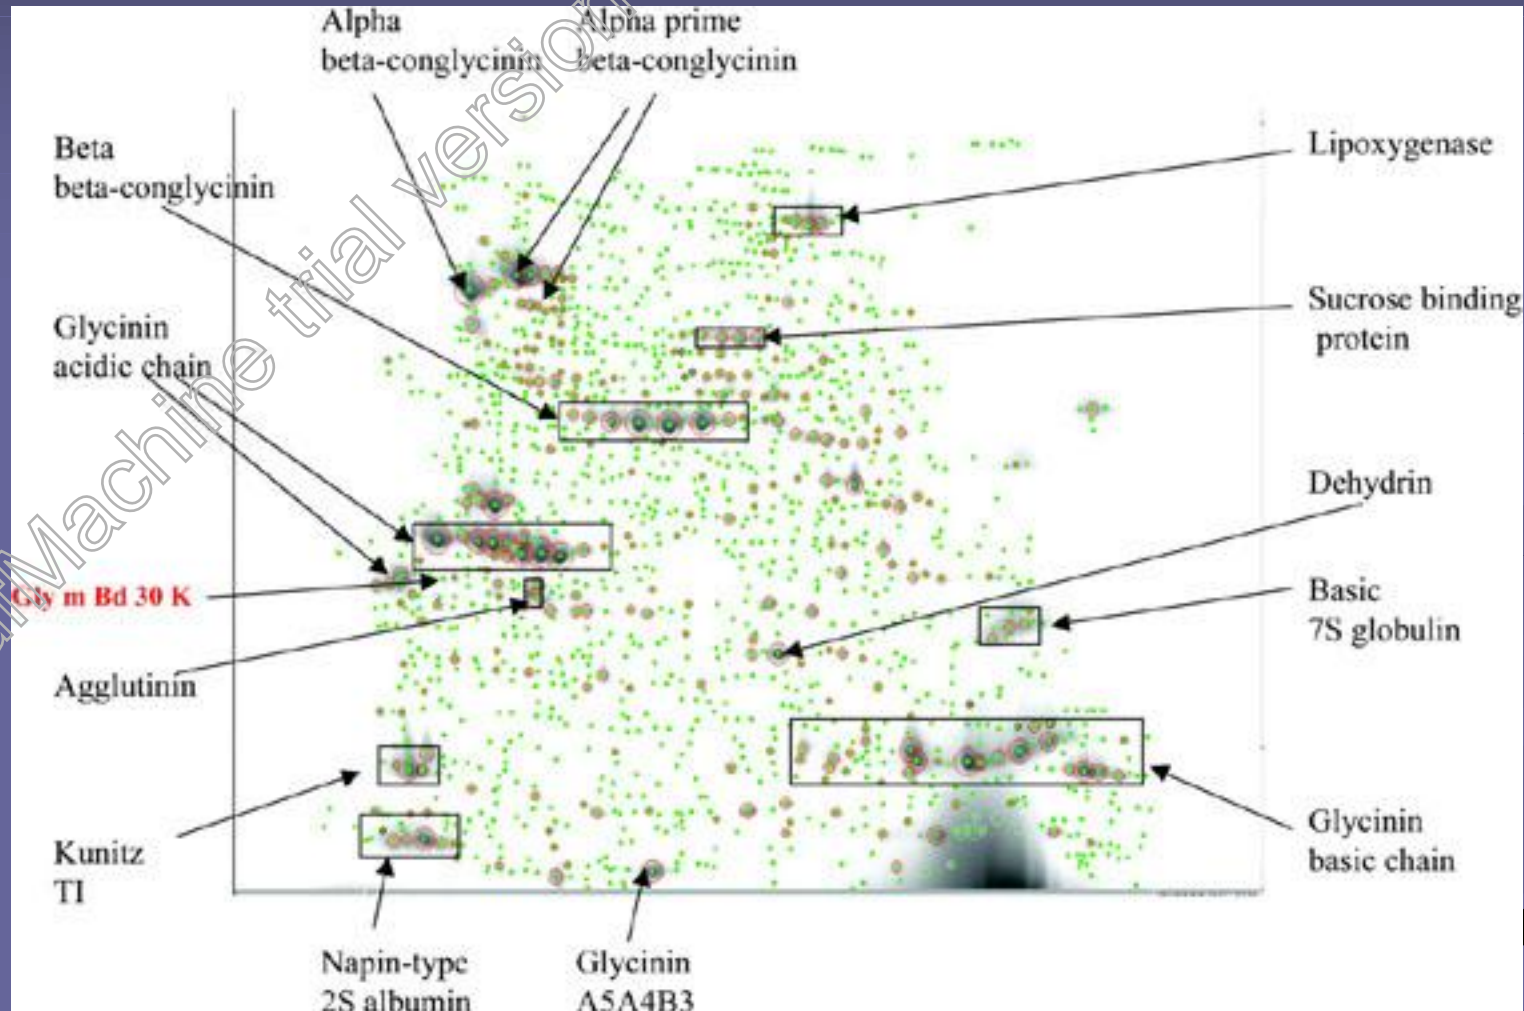 Alpha
beta-conglycinin
Alpha prime
beta-conglycinin
Beta
beta-conglycinin
Lipoxygenase
Glycinin
acidic chain
Sucrose binding
protein
Dehydrin
Gly m Bd 30 K
Basic
7S globulin
Agglutinin
Kunitz
TI
Glycinin
basic chain
Napin-type
2S albumin
Glycinin
A5A4B3
Machine trial version